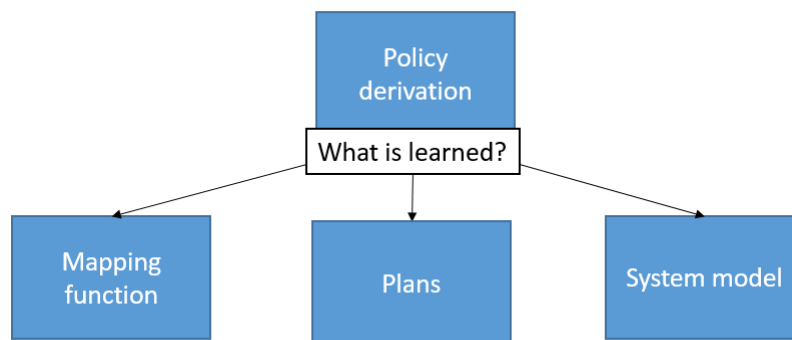 Policy
derivation
What is learned?
Mapping
function
Plans
System model